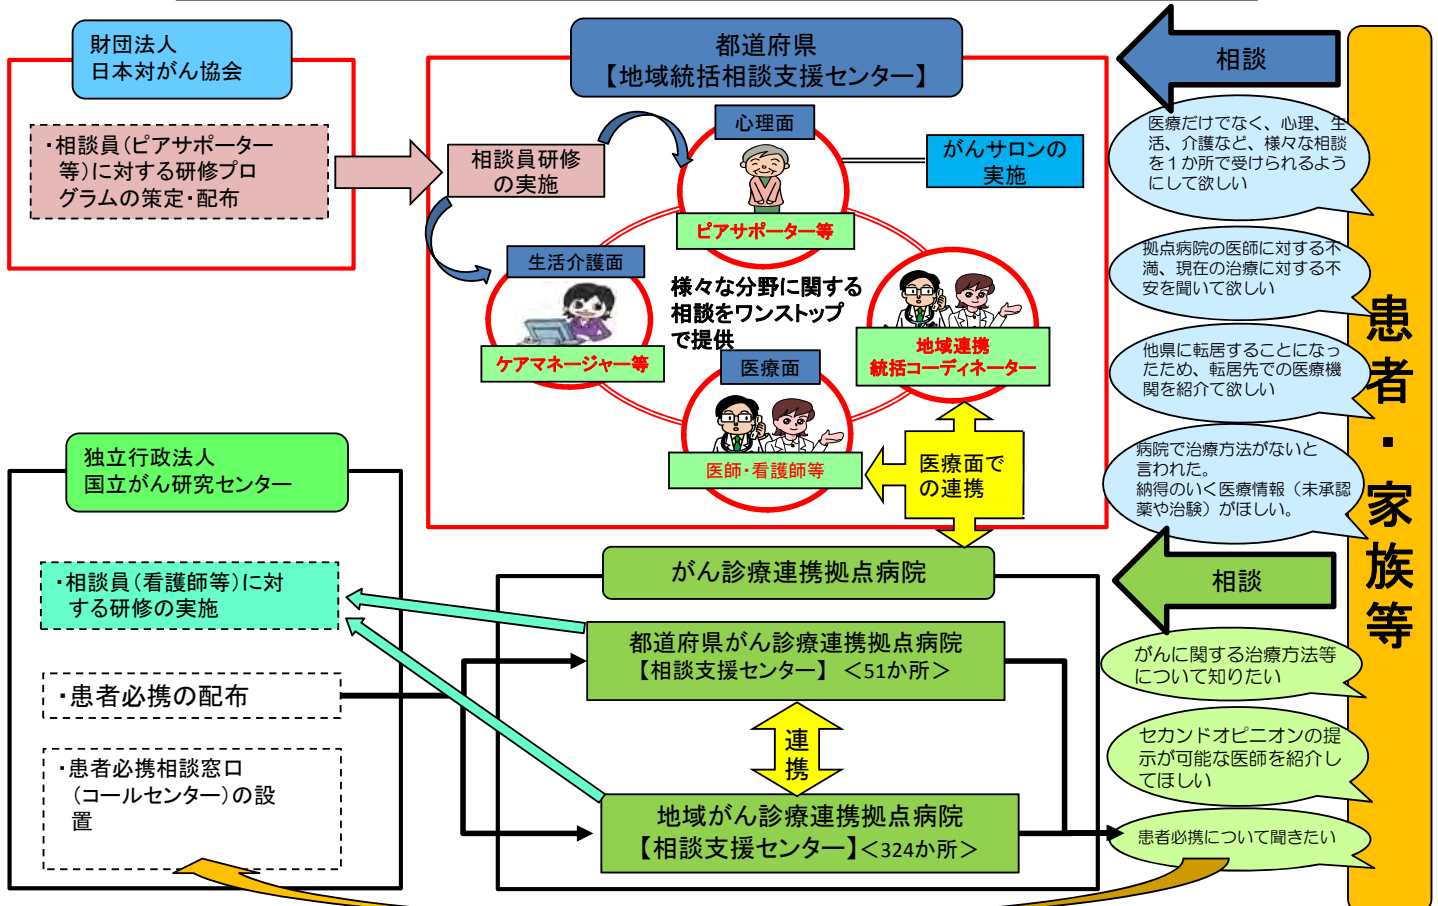 財団法人
日本対がん協会
・相談員（ピアサポーター
等）に対する研修プロ
グラムの策定・配布
都道府県
【地域統括相談支援センター】
相談員研修
の実施
心理面
ピアサポーター等
がんサロンの
実施
生活介護面
ケアマネージャー等
様々な分野に関する
相談をワンストップ
で提供
地域連携
統括コーディネーター
医療面
医師・看護師等
医療面で
の連携
相談
医療だけでなく、心理、生
活、介護など、様々な相談
を１か所で受けられるよう
にして欲しい
拠点病院の医師に対する不
満、現在の治療に対する不
安を聞いて欲しい
他県に転居することになっ
たため、転居先での医療機
関を紹介て欲しい
病院で治療方法がないと
言われた。
納得のいく医療情報（未承認
薬や治験）がほしい。
患者・家族等
独立行政法人
国立がん研究センター
・相談員（看護師等）に対
する研修の実施
・患者必携の配布
・患者必携相談窓口
（コールセンター）の設
置
がん診療連携拠点病院
都道府県がん診療連携拠点病院
【相談支援センター】＜51か所＞
連
携
地域がん診療連携拠点病院
【相談支援センター】＜324か所＞
相談
がんに関する治療方法等
について知りたい
セカンドオピニオンの提
示が可能な医師を紹介し
てほしい
患者必携について聞きたい